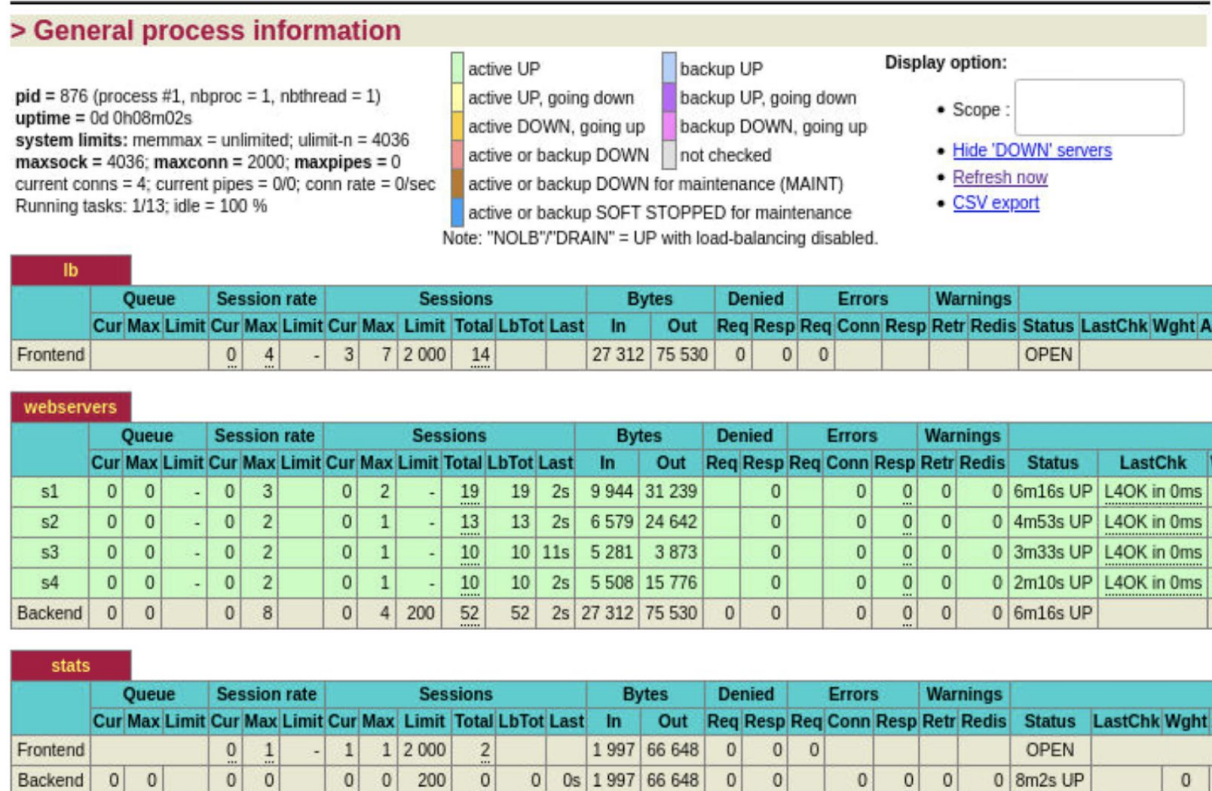 > General process information
pid = 876 (process #1, nbproc = 1, nbthread = 1)
uptime = 0d 0h08m02s
system limits: memmax = unlimited; ulimit-n = 4036
maxsock = 4036; maxconn = 2000; maxpipes = 0
current conns = 4; current pipes = 0/0; conn rate = 0/sec
Running tasks: 1/13; idle = 100 %
active UP backup UP
active UP, going down backup UP, going down
active DOWN, going up backup DOWN, going up
active or backup DOWN not checked
active or backup DOWN for maintenance (MAINT)
active or backup SOFT STOPPED for maintenance
Note: "NOLB"/"DRAIN" = UP with load-balancing disabled.
Display option:
• Scope :
• Hide 'DOWN' servers
• Refresh now
• CSV export
lb
Queue Session rate Sessions Bytes Denied Errors Warnings
Cur Max Limit Cur Max Limit Cur Max Limit Total LbTot Last In Out Req Resp Req Conn Resp Retr Redis Status LastChk Wght A
Frontend 0 4 - 3 7 2 000 14 27 312 75 530 0 0 0 OPEN
webservers
Queue Session rate Sessions Bytes Denied Errors Warnings
Cur Max Limit Cur Max Limit Cur Max Limit Total LbTot Last In Out Req Resp Req Conn Resp Retr Redis Status LastChk
s1 0 0 - 0 3 0 2 - 19 19 2s 9 944 31 239 0 0 0 0 0 6m16s UP L4OK in 0ms
s2 0 0 - 0 2 0 1 - 13 13 2s 6 579 24 642 0 0 0 0 0 4m53s UP L4OK in 0ms
s3 0 0 - 0 2 0 1 - 10 10 11s 5 281 3 873 0 0 0 0 0 3m33s UP L4OK in 0ms
s4 0 0 - 0 2 0 1 - 10 10 2s 5 508 15 776 0 0 0 0 0 2m10s UP L4OK in 0ms
Backend 0 0 0 8 0 4 200 52 52 2s 27 312 75 530 0 0 0 0 0 0 6m16s UP
stats
Queue Session rate Sessions Bytes Denied Errors Warnings
Cur Max Limit Cur Max Limit Cur Max Limit Total LbTot Last In Out Req Resp Req Conn Resp Retr Redis Status LastChk Wght
Frontend 0 1 - 1 1 2 000 2 1 997 66 648 0 0 0 OPEN
Backend 0 0 0 0 0 0 200 0 0 0s 1 997 66 648 0 0 0 0 0 0 8m2s UP 0